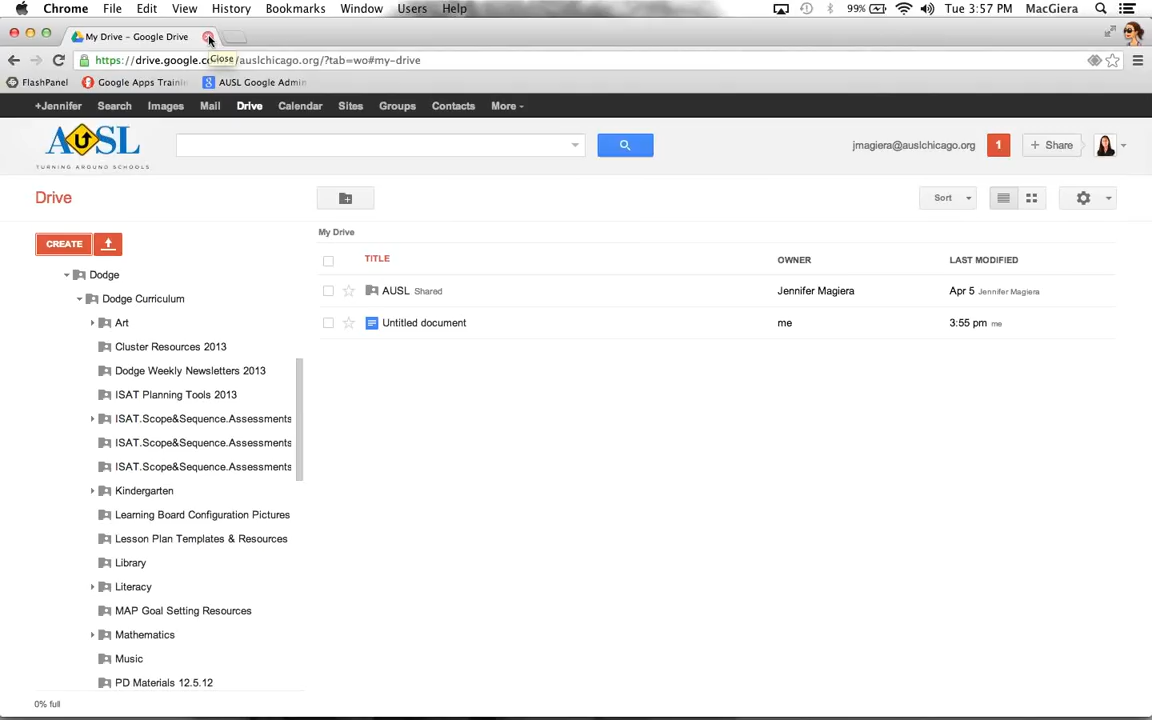 Chrome File Edit View History Bookmarks Window Users Help 99% Tue 3:57 PM MacGiera
My Drive - Google Drive
Close
https://drive.google.co /auslchicago.org/?tab=wo#my-drive
FlashPanel Google Apps Traini AUSL Google Admin
+Jennifer Search Images Mail Drive Calendar Sites Groups Contacts More
AUSL
TURNING AROUND SCHOOLS
jmagiera@auslchicago.org 1 + Share
Drive
Sort
CREATE
My Drive
TITLE OWNER LAST MODIFIED
AUSL Shared Jennifer Magiera Apr 5 Jennifer Magiera
Untitled document me 3:55 pm me
Dodge
Dodge Curriculum
Art
Cluster Resources 2013
Dodge Weekly Newsletters 2013
ISAT Planning Tools 2013
ISAT.Scope&Sequence.Assessments
ISAT.Scope&Sequence.Assessments
ISAT.Scope&Sequence.Assessments
Kindergarten
Learning Board Configuration Pictures
Lesson Plan Templates & Resources
Library
Literacy
MAP Goal Setting Resources
Mathematics
Music
PD Materials 12.5.12
0% full